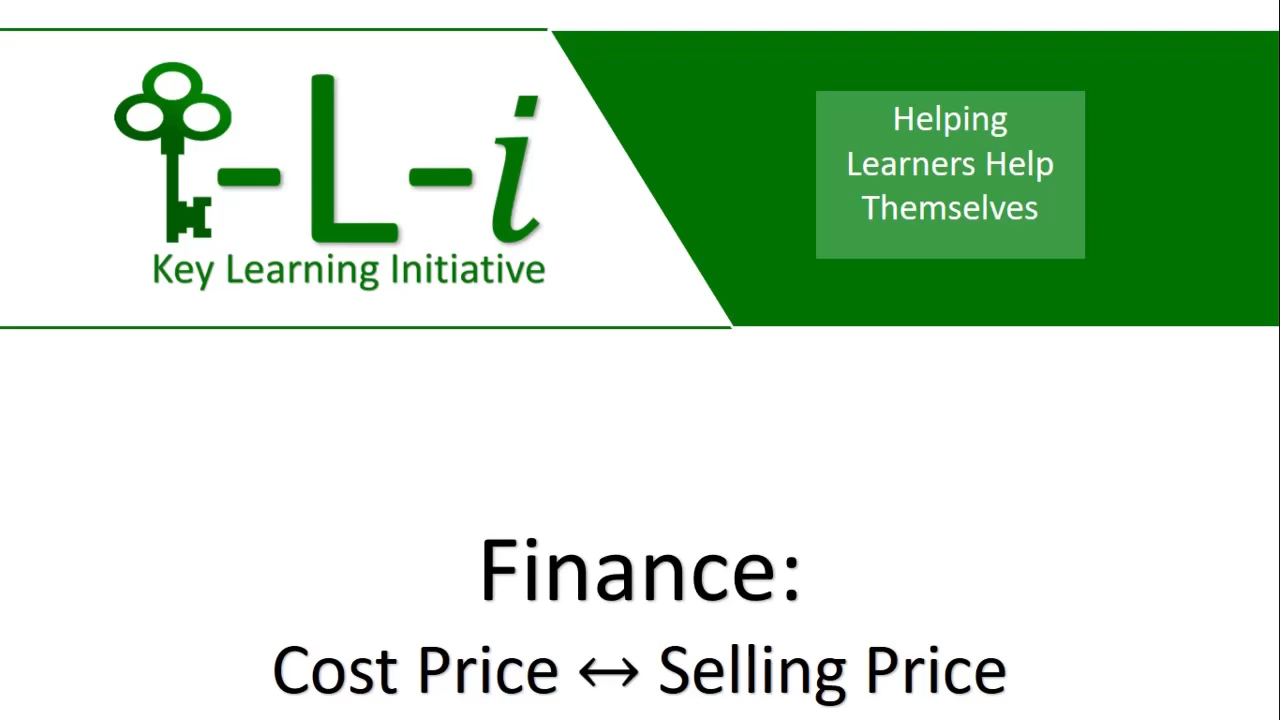 -L-i
Key Learning Initiative
Helping
Learners Help
Themselves
Finance:
Cost Price ↔ Selling Price